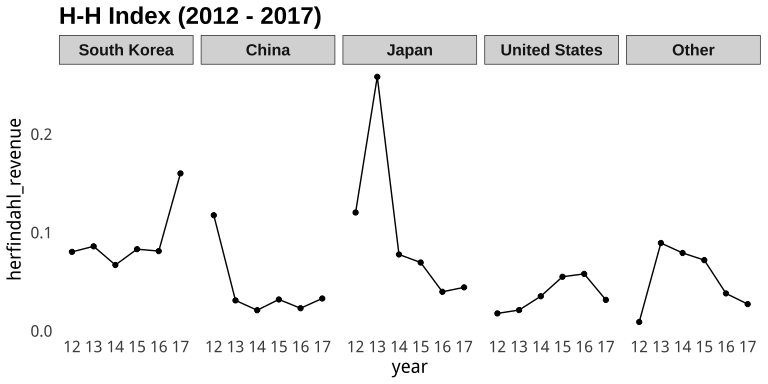 H-H Index (2012 - 2017)
South Korea China Japan United States Other
herfindahl_revenue
0.2
0.1
0.0
12 13 14 15 16 17 12 13 14 15 16 17 12 13 14 15 16 17 12 13 14 15 16 17 12 13 14 15 16 17
year